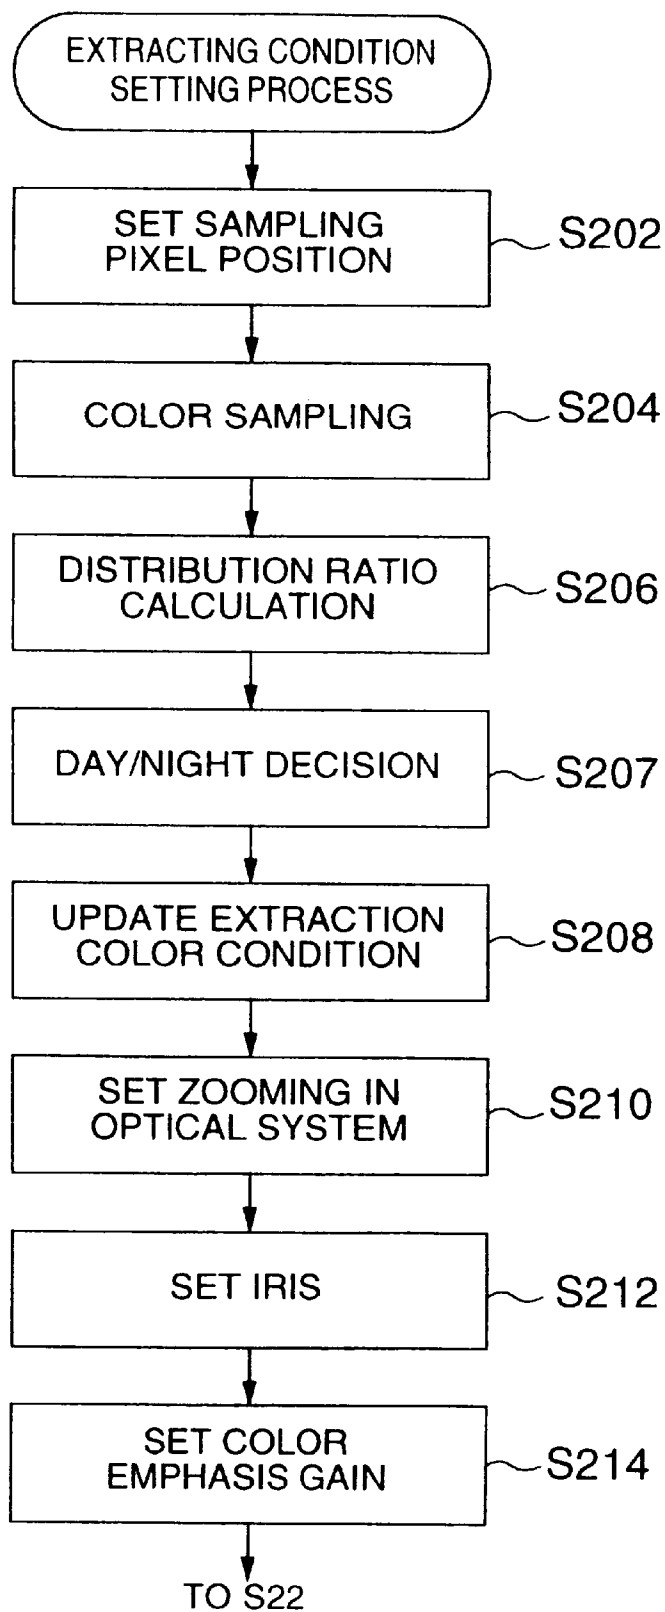 EXTRACTING CONDITION
SETTING PROCESS
SET SAMPLING
PIXEL POSITION
S202
COLOR SAMPLING
S204
DISTRIBUTION RATIO
CALCULATION
S206
DAY/NIGHT DECISION
S207
UPDATE EXTRACTION
COLOR CONDITION
S208
SET ZOOMING IN
OPTICAL SYSTEM
S210
SET IRIS
S212
SET COLOR
EMPHASIS GAIN
S214
TO S22